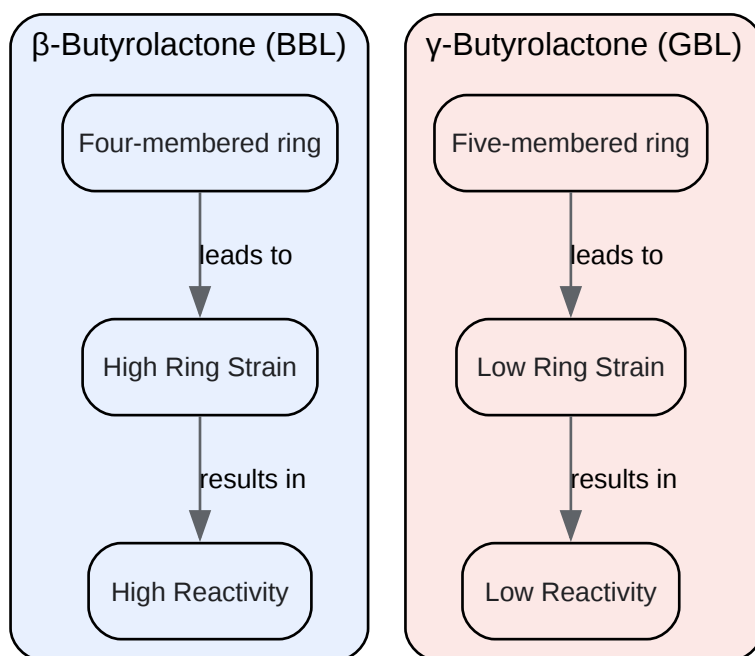 β-Butyrolactone (BBL)
Four-membered ring
leads to
High Ring Strain
results in
High Reactivity
γ-Butyrolactone (GBL)
Five-membered ring
leads to
Low Ring Strain
results in
Low Reactivity